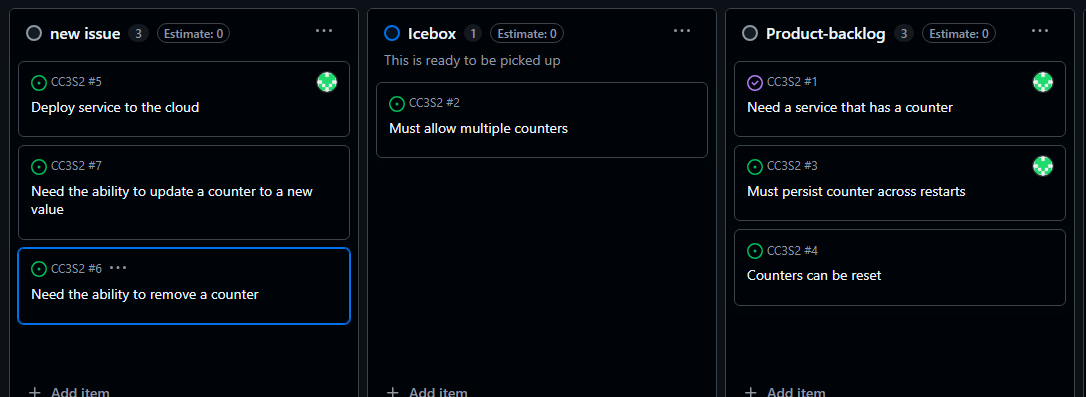 new issue 3 Estimate: 0 ...
CC3S2 #5
Deploy service to the cloud
CC3S2 #7
Need the ability to update a counter to a new
value
CC3S2 #6 ...
Need the ability to remove a counter
+ Add item
Icebox 1 Estimate: 0 ...
This is ready to be picked up
CC3S2 #2
Must allow multiple counters
+ Add item
Product-backlog 3 Estimate: 0 ...
CC3S2 #1
Need a service that has a counter
CC3S2 #3
Must persist counter across restarts
CC3S2 #4
Counters can be reset
+ Add item